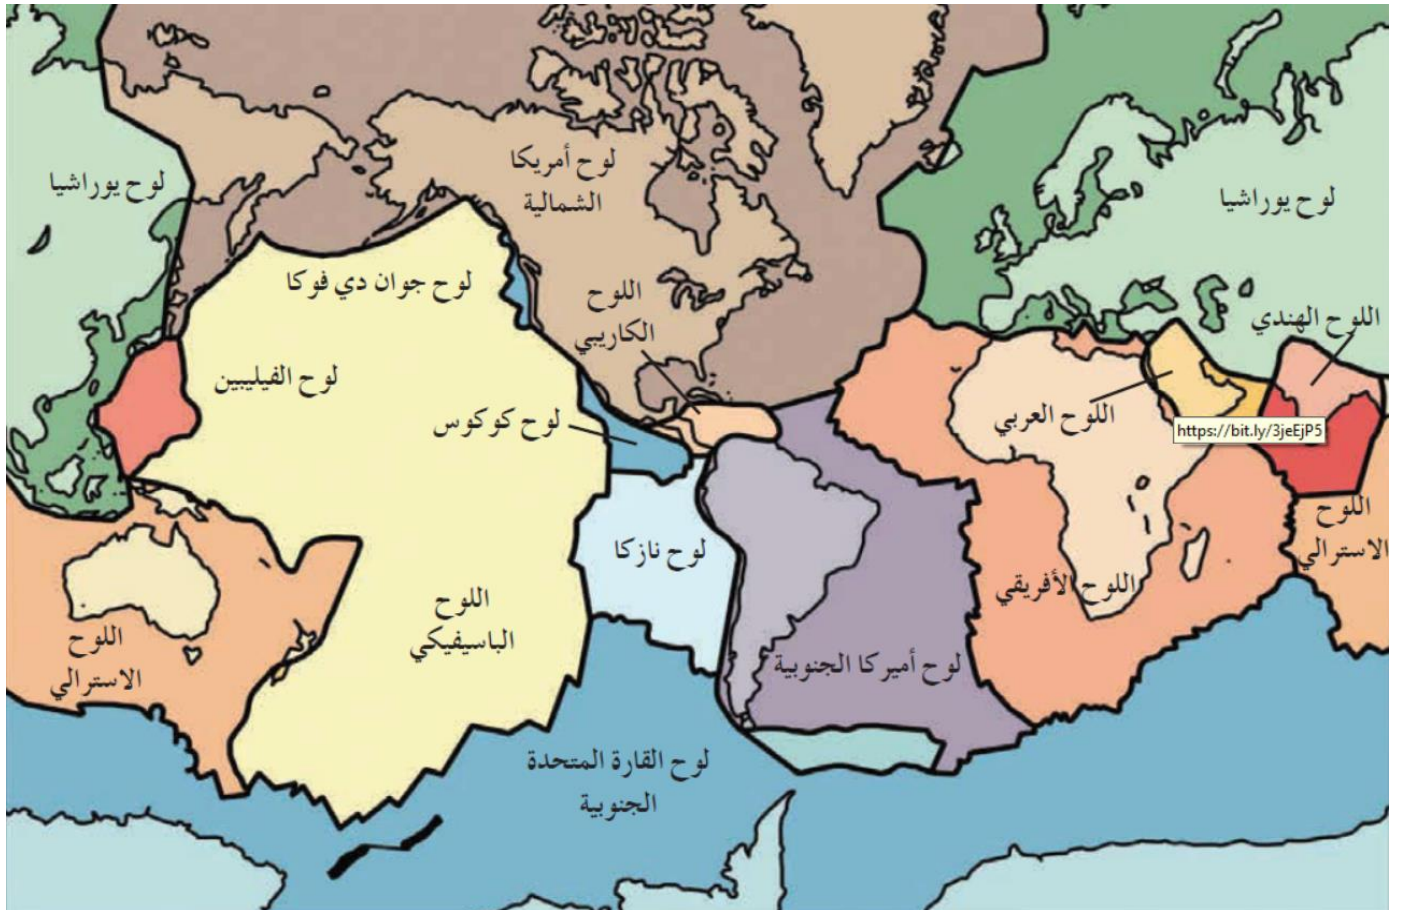 لوح أمريكا
الشمالية
لوح يوراشيا
لوح يوراشيا
لوح جوان دي فوكا
اللوح
الكاريبي
اللوح الهندي
لوح الفيليبين
لوح كوكوس
اللوح العربي
https://bit.ly/3jeEjP5
اللوح
الاسترالي
لوح نازكا
اللوح الأفريقي
اللوح
الباسيفيكي
اللوح
الاسترالي
لوح أميركا الجنوبية
لوح القارة المتحدة
الجنوبية